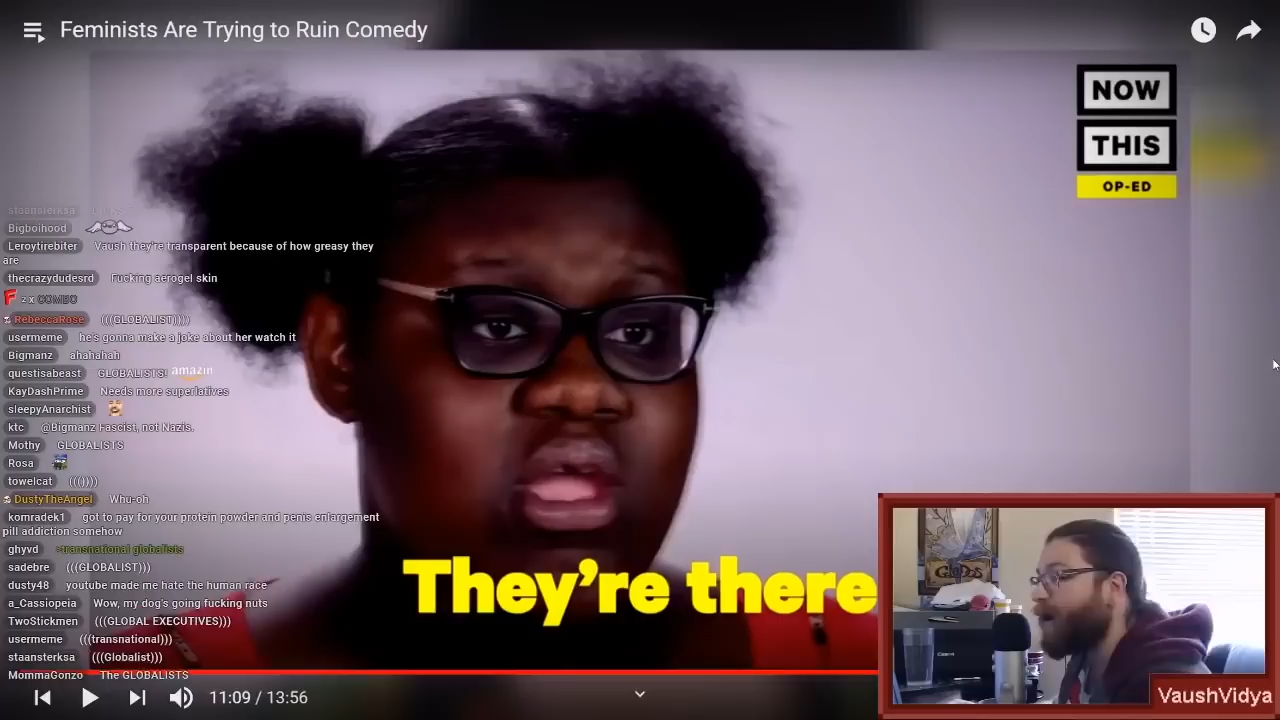 Feminists Are Trying to Ruin Comedy
NOW
THIS
OP-ED
staansterksa
Bigboihood
Leroytirebiter Vaush they're transparent because of how greasy they
are
thecrazydudesrd Fucking aerogel skin
F z x COMBO
RebeccaRose (((GLOBALIST))))
usermeme he's gonna make a joke about her watch it
Bigmanz ahahahah
questisabeast GLOBALISTS! amazin
KayDashPrime Needs more superlatives
sleepyAnarchist
ktc @Bigmanz Fascist, not Nazis.
Mothy GLOBALISTS
Rosa
towelcat ((()))) 
DustyTheAngel Whu-oh
komradek1 got to pay for your protein powder and penis enlargement
pill addiction somehow
ghyvd *transnational globalists
sadebre (((GLOBALIST)))
dusty48 youtube made me hate the human race
a_Cassiopeia Wow, my dog's going fucking nuts
TwoStickmen (((GLOBAL EXECUTIVES)))
usermeme (((transnational)))
staansterksa (((Globalist)))
MommaGonzo The GLOBALISTS
They're there
11:09 / 13:56
VaushVidya